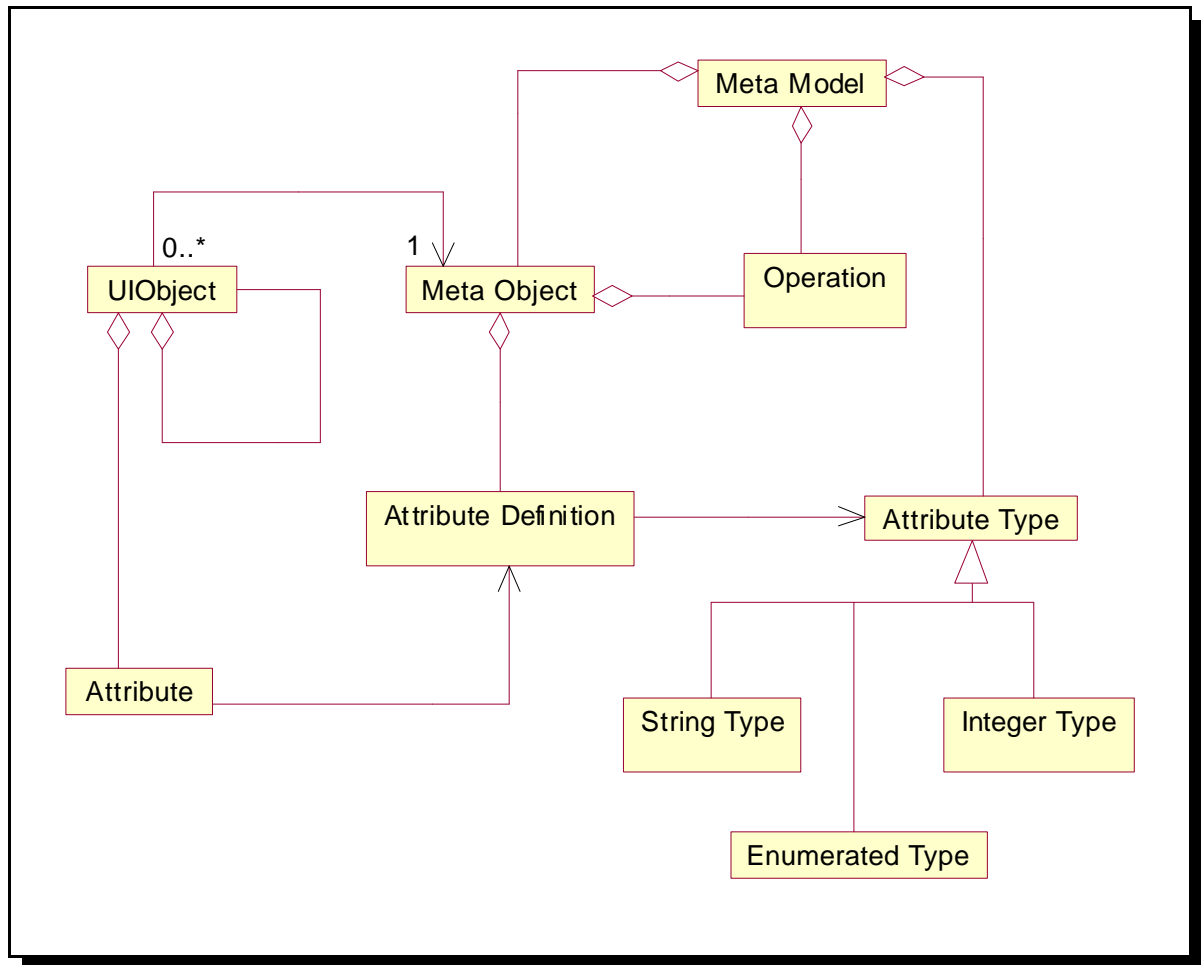 Meta Model
0..*
1
UIObject
Meta Object
Operation
Attribute Definition
Attribute Type
Attribute
String Type
Integer Type
Enumerated Type